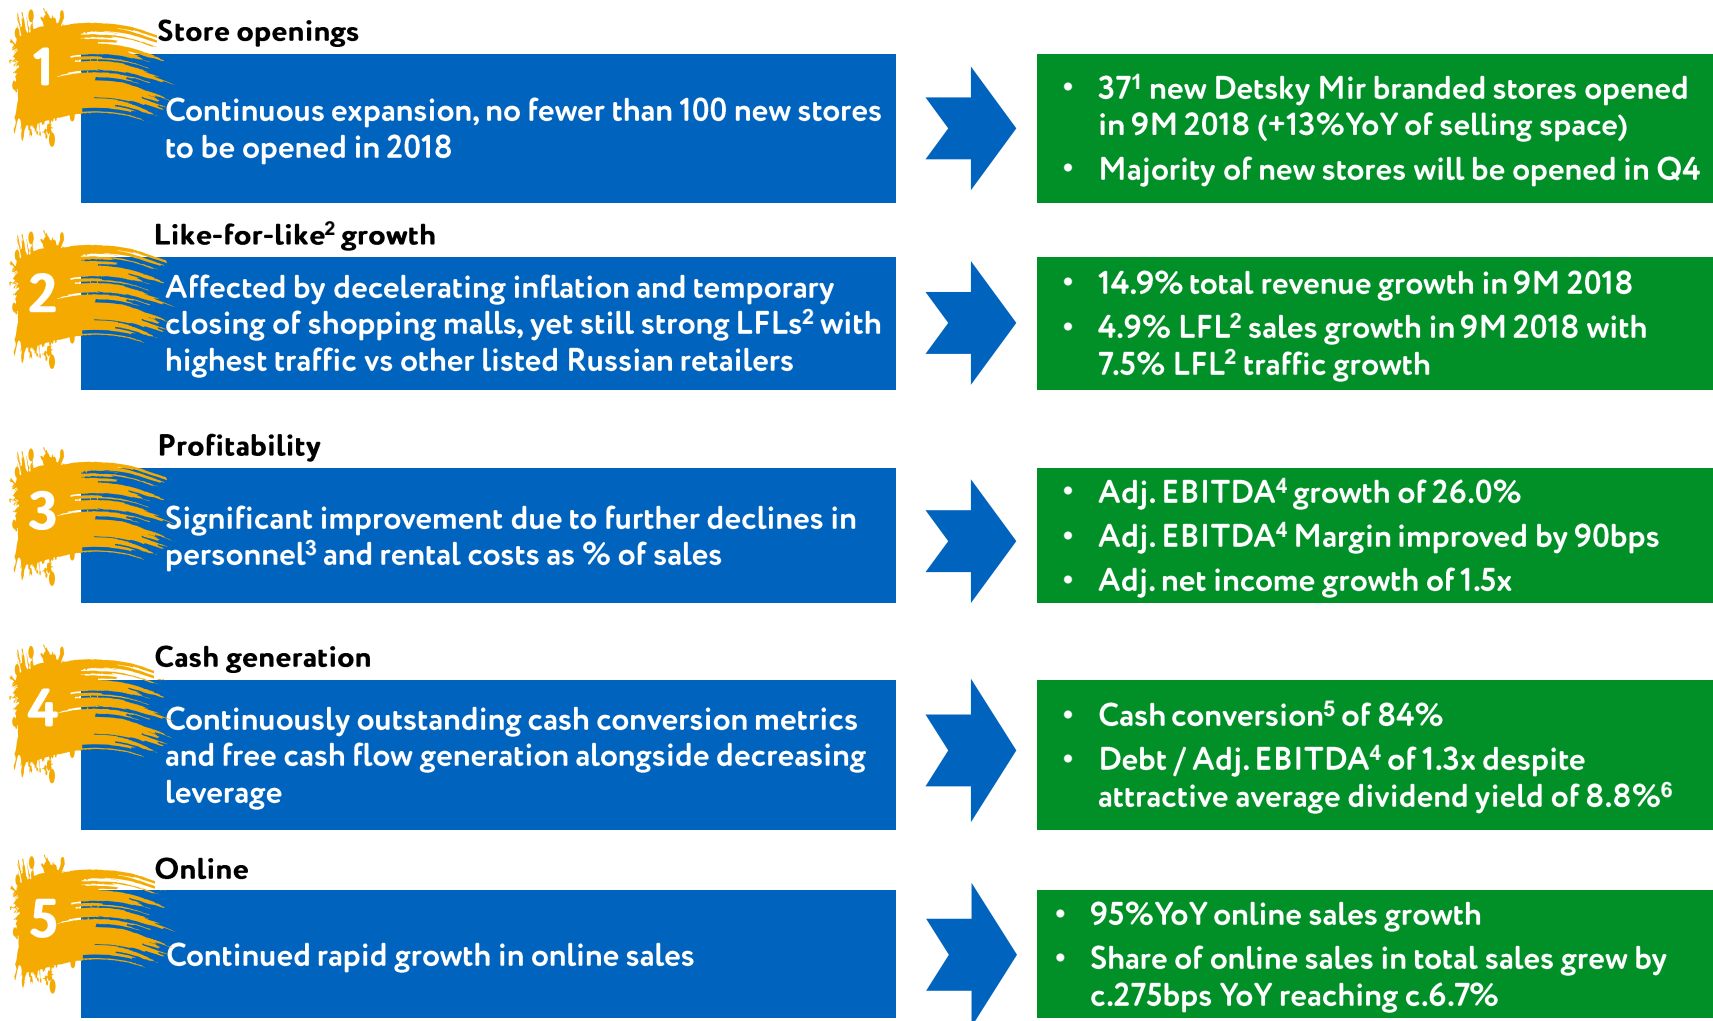 Store openings
1
Continuous expansion, no fewer than 100 new stores
to be opened in 2018
• 37¹ new Detsky Mir branded stores opened
in 9M 2018 (+13% YoY of selling space)
• Majority of new stores will be opened in Q4
Like-for-like² growth
2
Affected by decelerating inflation and temporary
closing of shopping malls, yet still strong LFLs² with
highest traffic vs other listed Russian retailers
• 14.9% total revenue growth in 9M 2018
• 4.9% LFL² sales growth in 9M 2018 with
7.5% LFL² traffic growth
Profitability
3
Significant improvement due to further declines in
personnel³ and rental costs as % of sales
• Adj. EBITDA⁴ growth of 26.0%
• Adj. EBITDA⁴ Margin improved by 90bps
• Adj. net income growth of 1.5x
Cash generation
4
Continuously outstanding cash conversion metrics
and free cash flow generation alongside decreasing
leverage
• Cash conversion⁵ of 84%
• Debt / Adj. EBITDA⁴ of 1.3x despite
attractive average dividend yield of 8.8%⁶
Online
5
Continued rapid growth in online sales
• 95% YoY online sales growth
• Share of online sales in total sales grew by
c.275bps YoY reaching c.6.7%